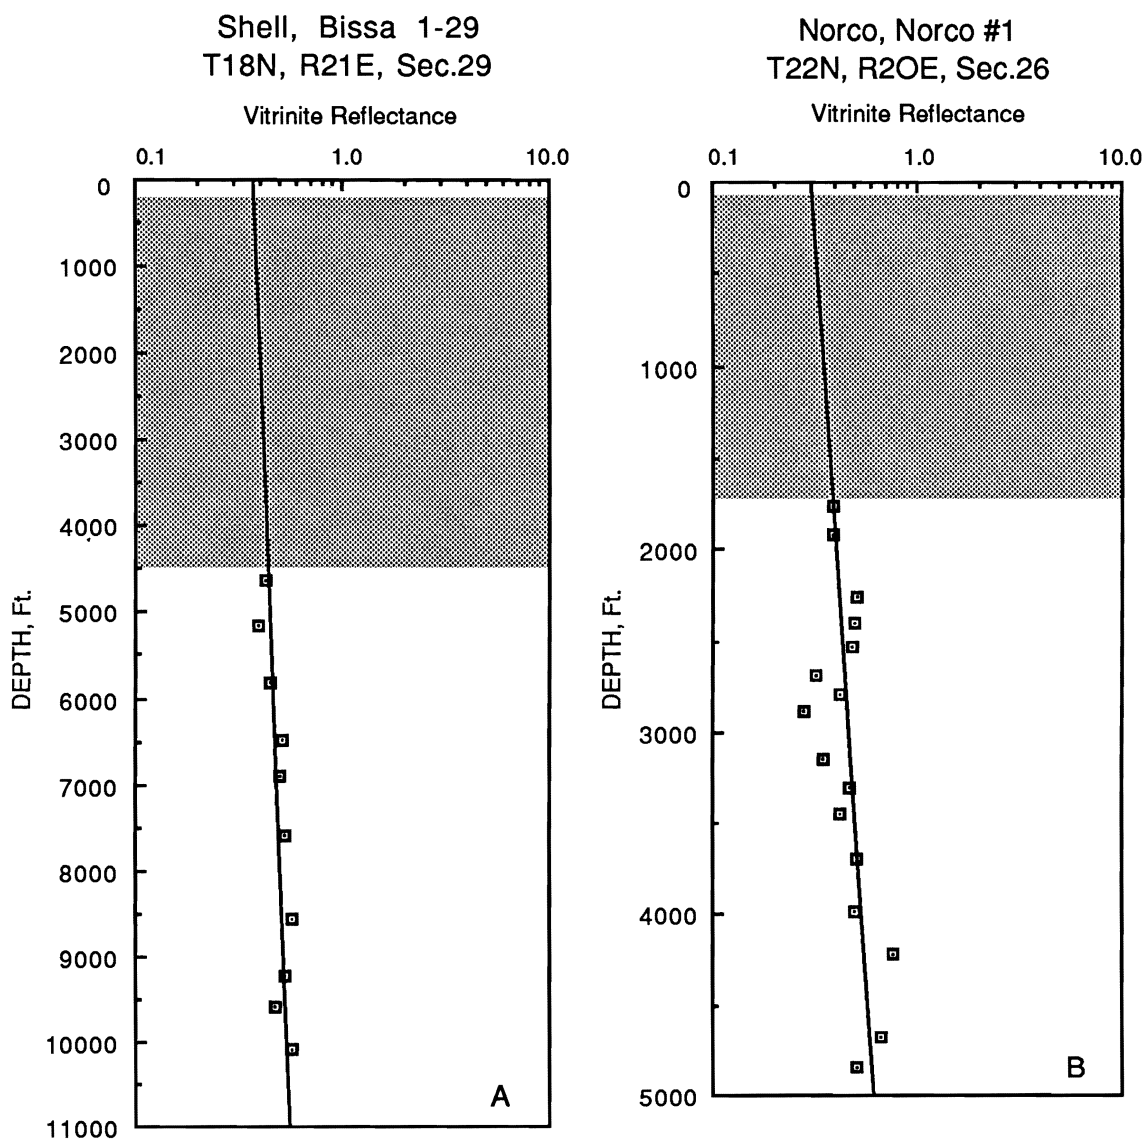 Shell, Bissa 1-29
T18N, R21E, Sec.29
Vitrinite Reflectance
0.1 1.0 10.0
0
1000
2000
3000
4000
5000
6000
7000
8000
9000
10000
11000
DEPTH, Ft.
A
Norco, Norco #1
T22N, R2OE, Sec.26
Vitrinite Reflectance
0.1 1.0 10.0
0
1000
2000
3000
4000
5000
DEPTH, Ft.
B